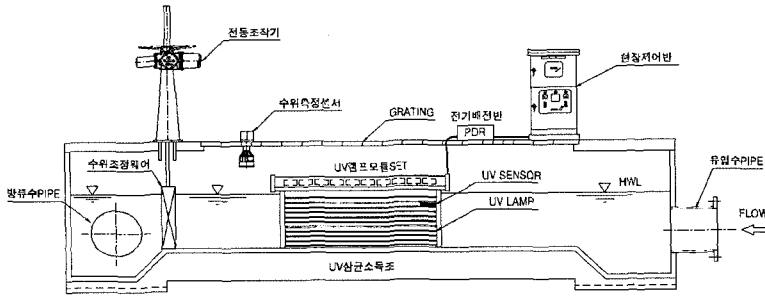 전동조작기
현장제어반
수위측정센서
GRATING
전기배전반
PDR
수위조정웨어
UV램프모듈SET
유입수PIPE
방류수PIPE
UV SENSOR
HWL
UV LAMP
FLOW
UV살균소독조